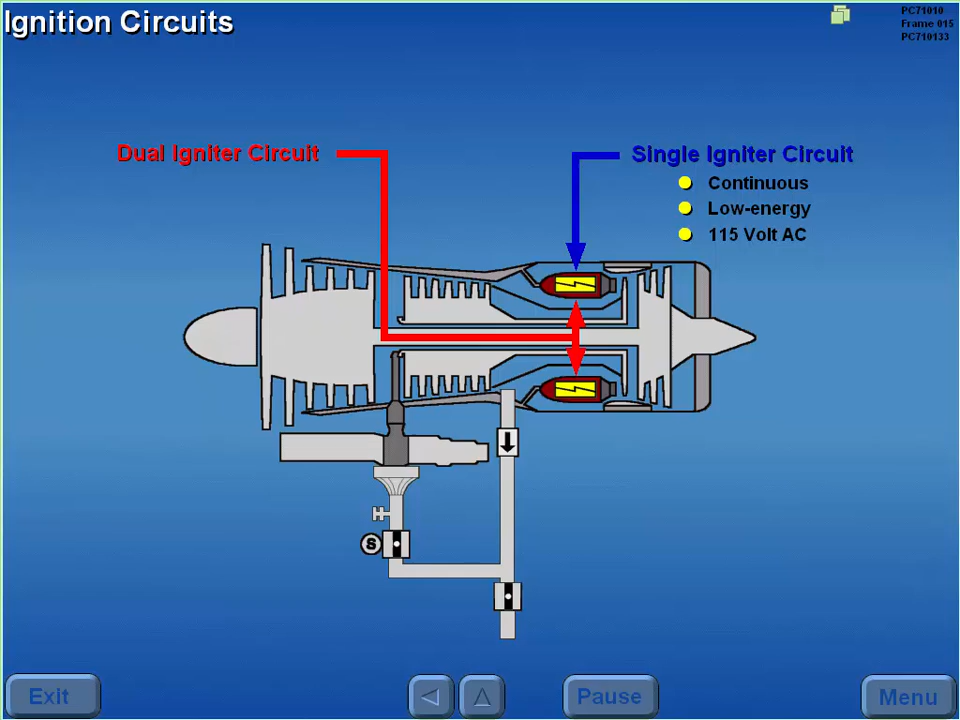 Ignition Circuits
PC71010
Frame 015
PC710133
Dual Igniter Circuit
Single Igniter Circuit
Continuous
Low-energy
115 Volt AC
S
Exit
Pause
Menu